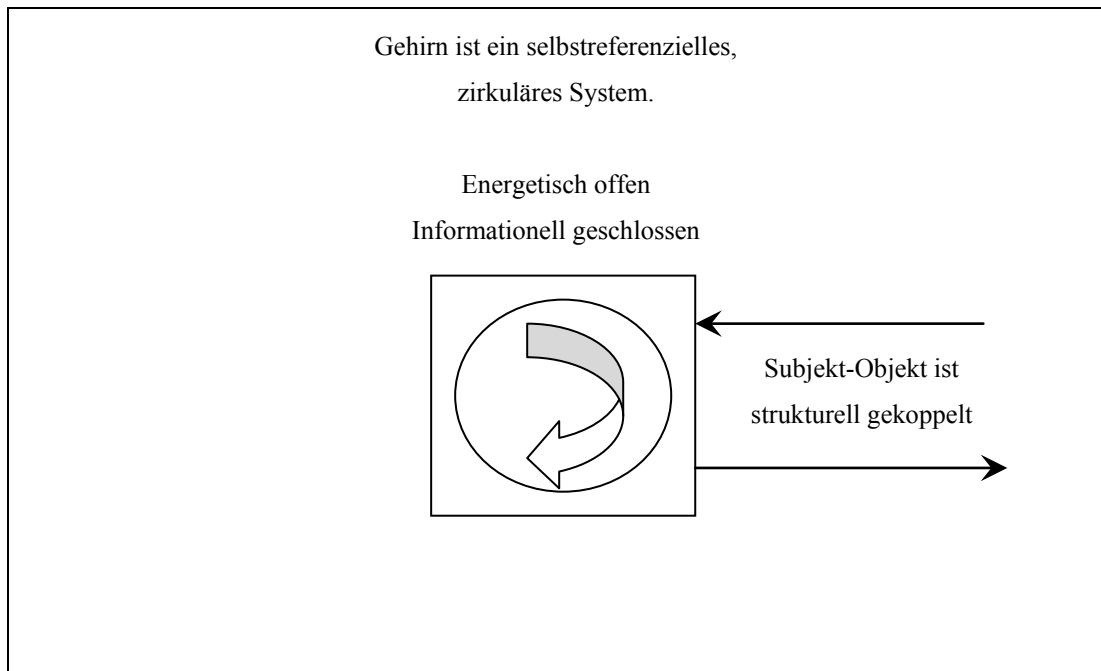 Gehirn ist ein selbstreferenzielles,
zirkuläres System.
Energetisch offen
Informationell geschlossen
Subjekt-Objekt ist
strukturell gekoppelt